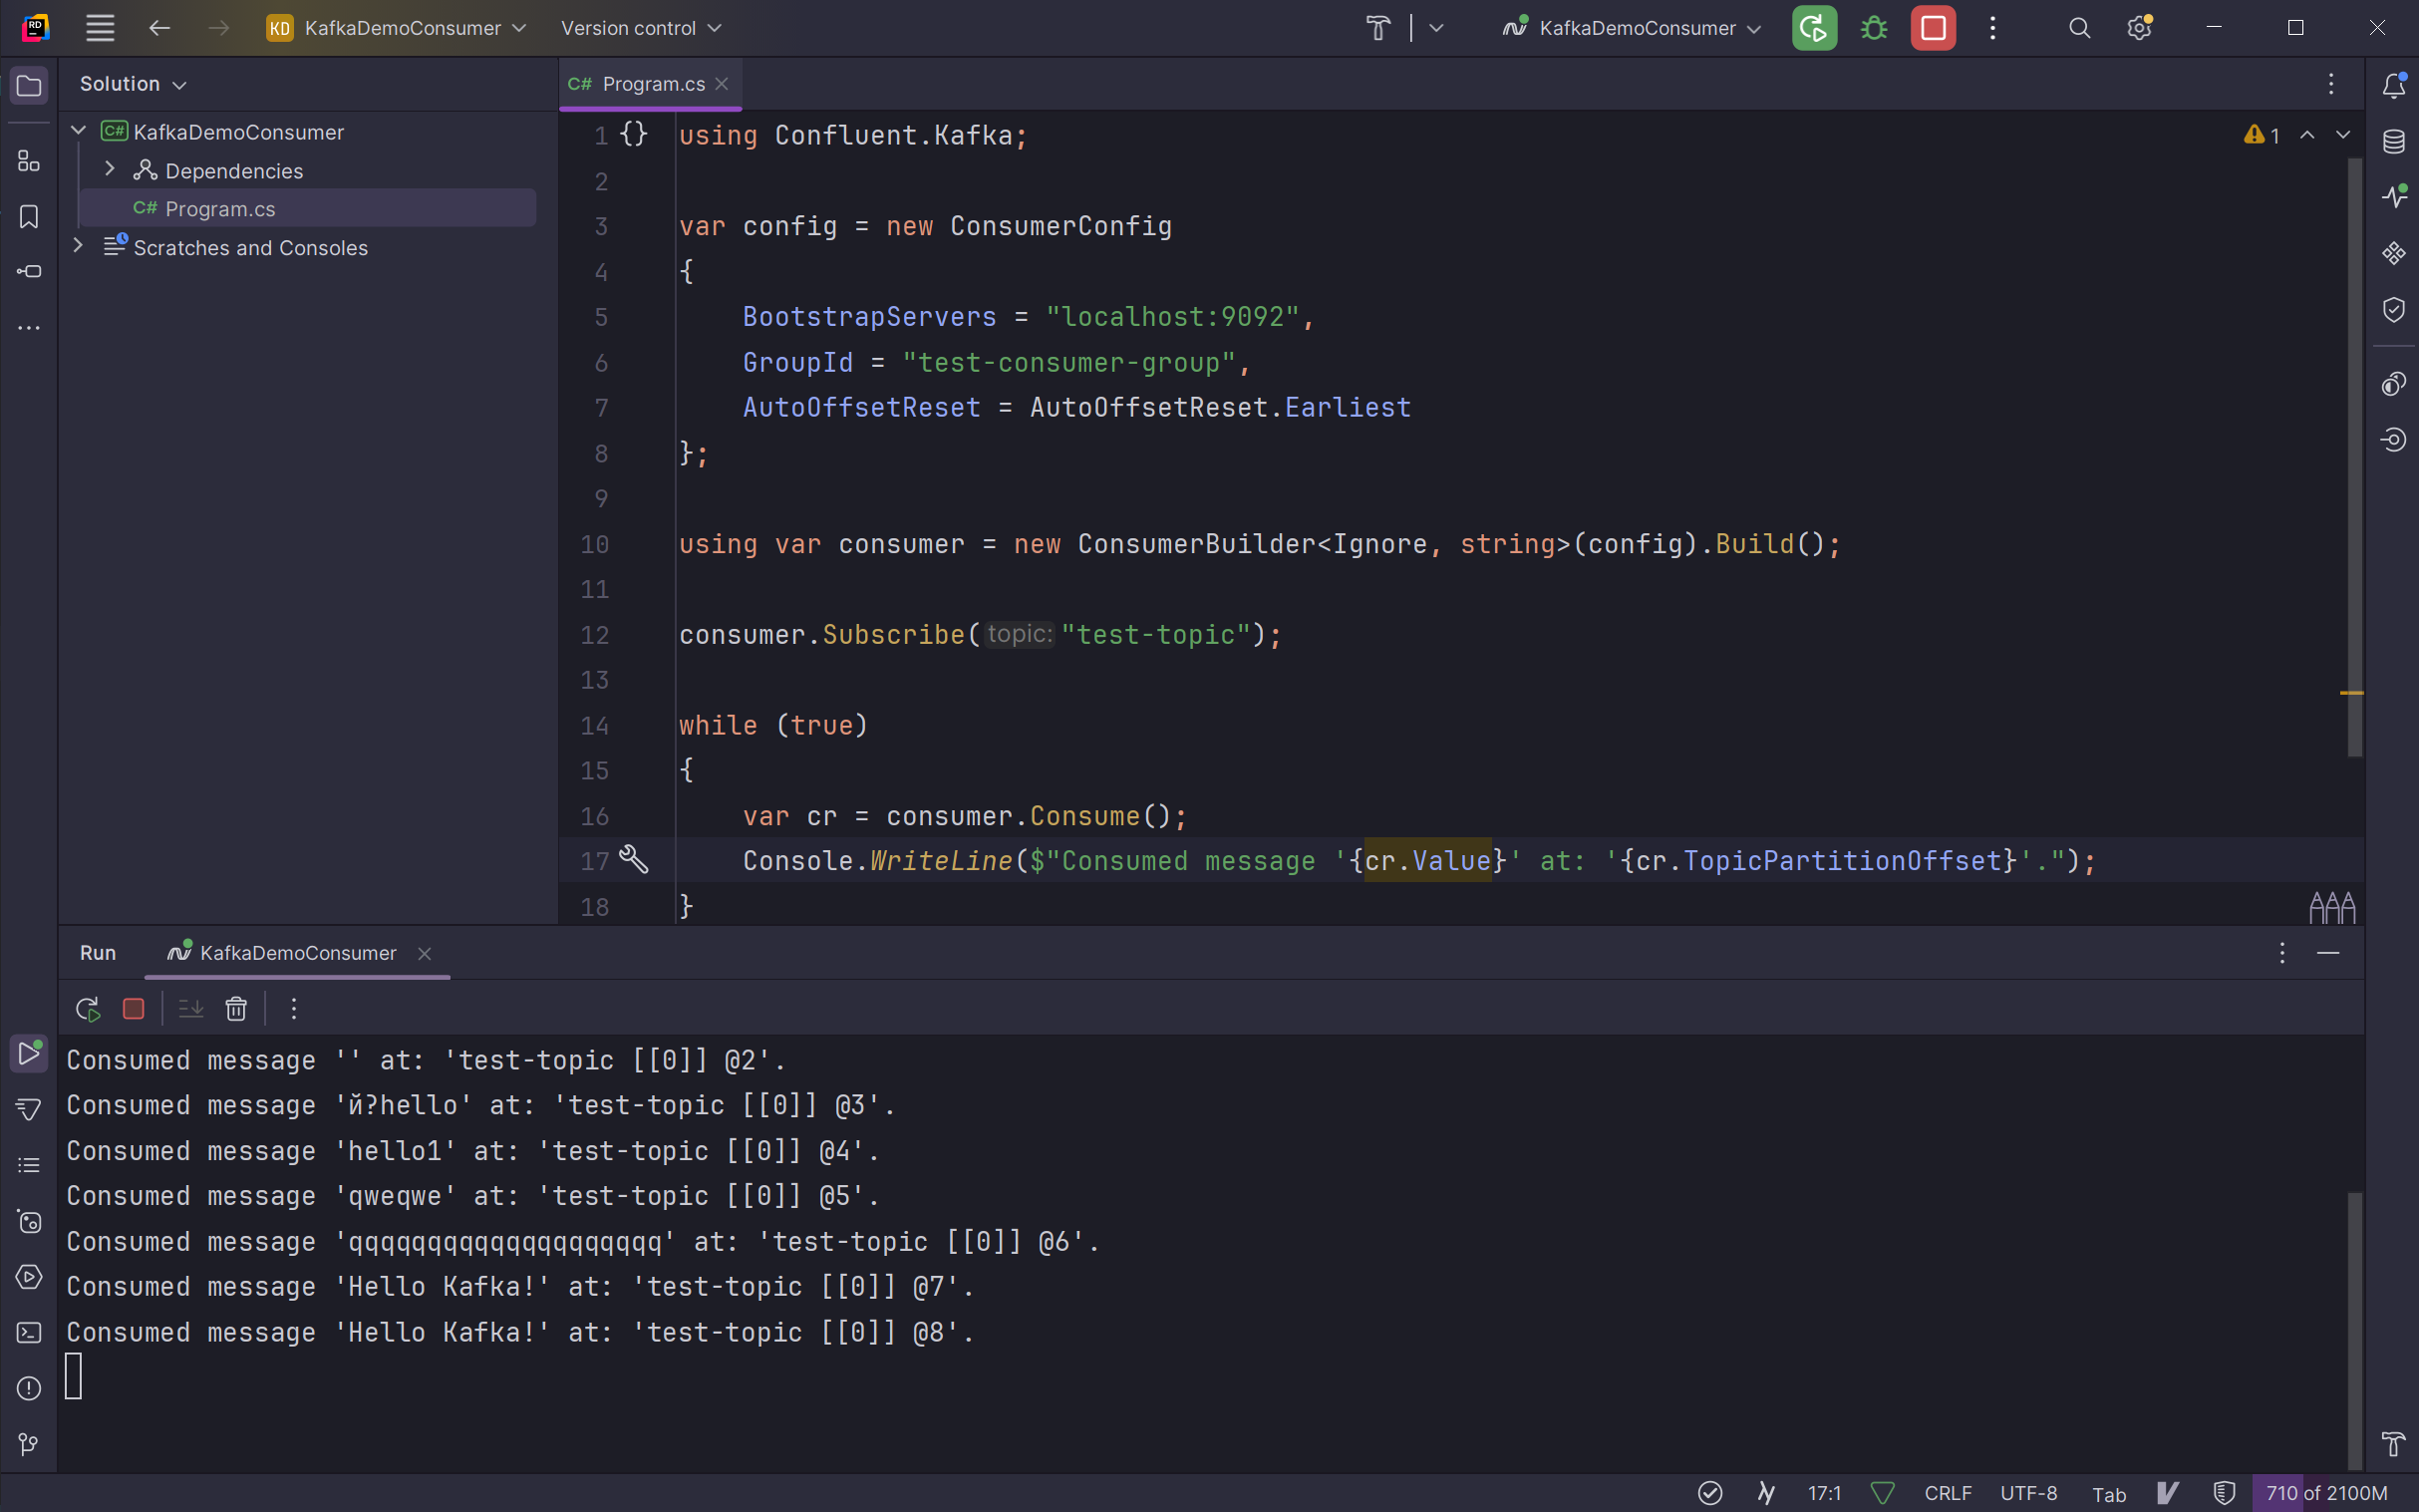 RD
KD KafkaDemoConsumer Version control KafkaDemoConsumer
Solution
C# KafkaDemoConsumer
Dependencies
C# Program.cs
Scratches and Consoles
C# Program.cs
1 {} using Confluent.Kafka;
2
3 var config = new ConsumerConfig
4 {
5 BootstrapServers = "localhost:9092",
6 GroupId = "test-consumer-group",
7 AutoOffsetReset = AutoOffsetReset.Earliest
8 };
9
10 using var consumer = new ConsumerBuilder<Ignore, string>(config).Build();
11
12 consumer.Subscribe( topic: "test-topic");
13
14 while (true)
15 {
16 var cr = consumer.Consume();
17 Console.WriteLine($"Consumed message '{cr.Value}' at: '{cr.TopicPartitionOffset}'.");
18 }
1
Run KafkaDemoConsumer
Consumed message '' at: 'test-topic [[0]] @2'.
Consumed message 'й?hello' at: 'test-topic [[0]] @3'.
Consumed message 'hello1' at: 'test-topic [[0]] @4'.
Consumed message 'qweqwe' at: 'test-topic [[0]] @5'.
Consumed message 'qqqqqqqqqqqqqqqqqqqq' at: 'test-topic [[0]] @6'.
Consumed message 'Hello Kafka!' at: 'test-topic [[0]] @7'.
Consumed message 'Hello Kafka!' at: 'test-topic [[0]] @8'.
17:1 CRLF UTF-8 Tab 710 of 2100M